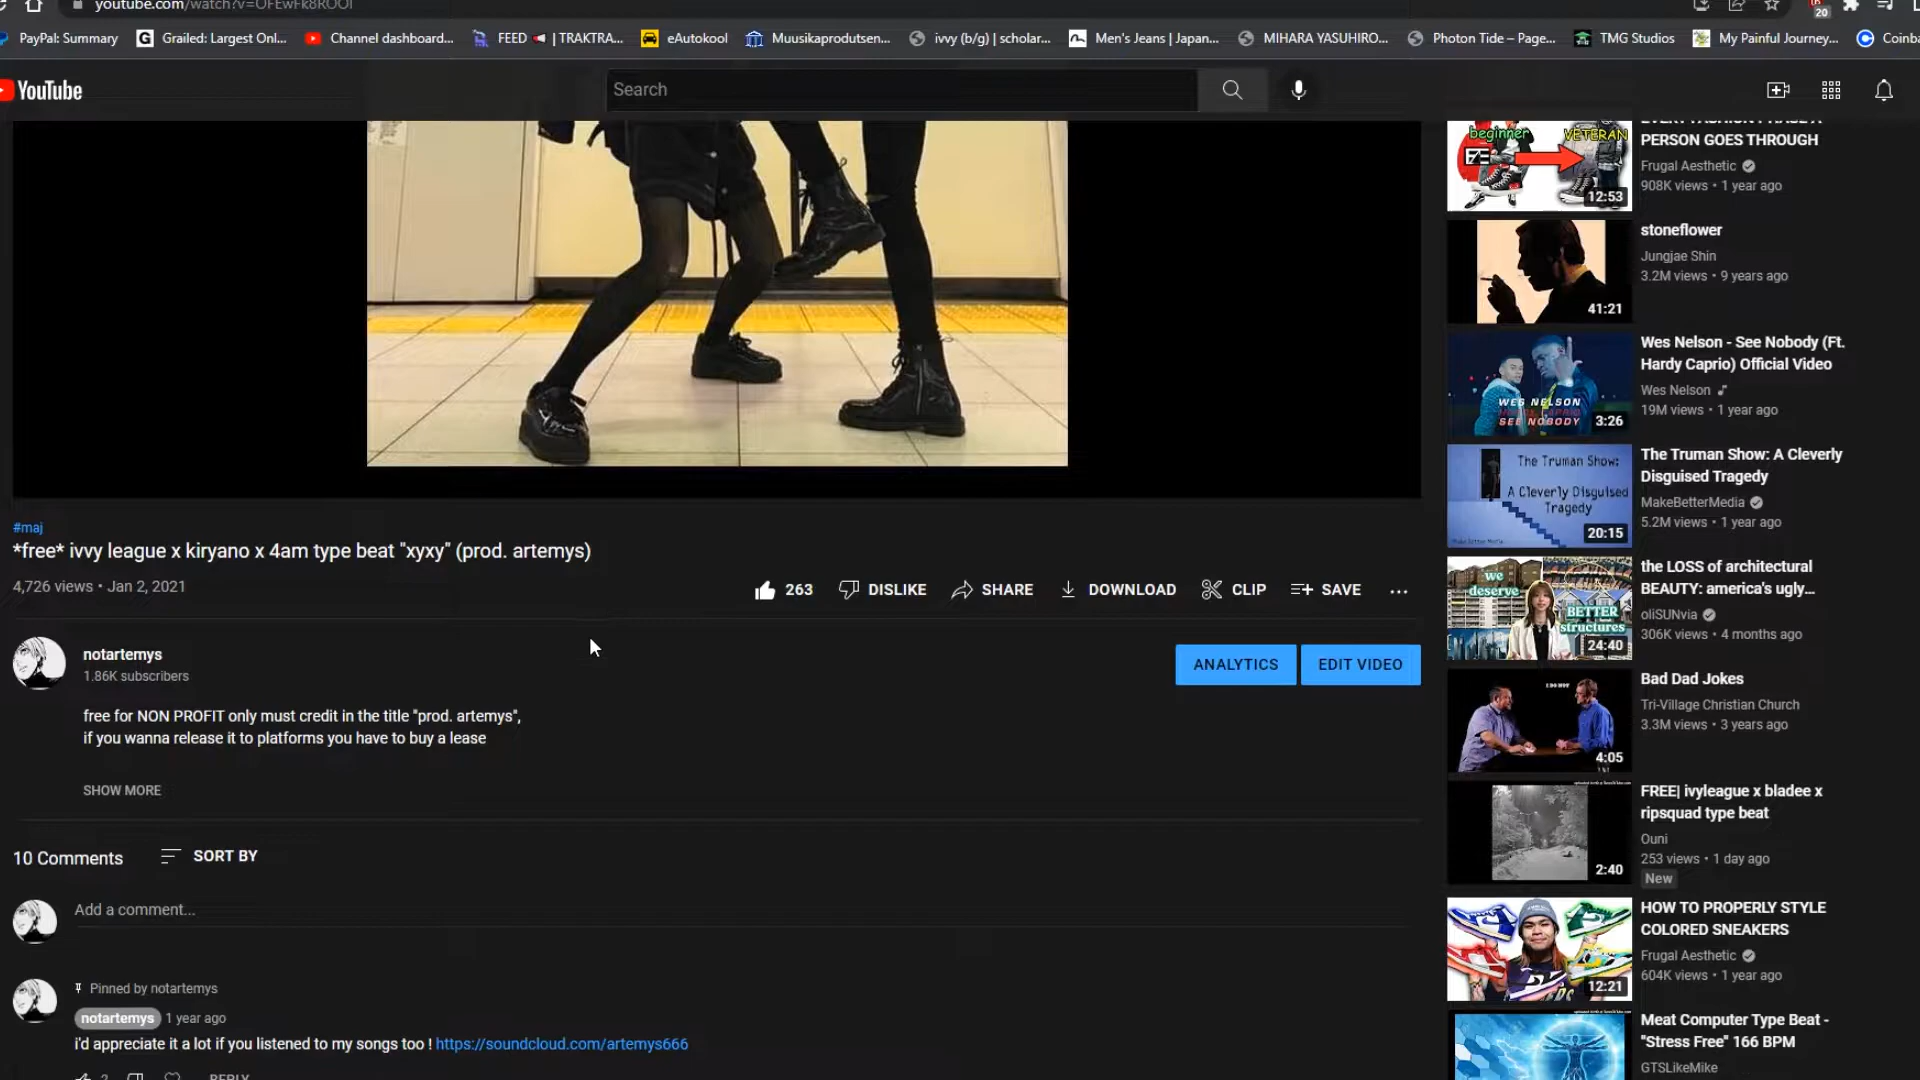 youtube.com/watch?v=OFEwFk8ROOI
20
PayPal: Summary
Grailed: Largest Onl...
Channel dashboard...
FEED | TRAKTRA...
eAutokool
Muusikaprodutsen...
ivvy (b/g) | scholar...
Men's Jeans | Japan...
MIHARA YASUHIRO...
Photon Tide – Page...
TMG Studios
My Painful Journey...
Coinba
YouTube
Search
#maj
*free* ivvy league x kiryano x 4am type beat "xyxy" (prod. artemys)
4,726 views • Jan 2, 2021
263
DISLIKE
SHARE
DOWNLOAD
CLIP
SAVE
notartemys
1.86K subscribers
ANALYTICS
EDIT VIDEO
free for NON PROFIT only must credit in the title "prod. artemys",
if you wanna release it to platforms you have to buy a lease
SHOW MORE
10 Comments
SORT BY
Add a comment...
Pinned by notartemys
notartemys 1 year ago
i'd appreciate it a lot if you listened to my songs too ! https://soundcloud.com/artemys666
2
REPLY
beginner
VETERAN
12:53
EVERY FASHION PHASE A
PERSON GOES THROUGH
Frugal Aesthetic
908K views • 1 year ago
41:21
stoneflower
Jungjae Shin
3.2M views • 9 years ago
WES NELSON
SEE NOBODY
3:26
Wes Nelson - See Nobody (Ft.
Hardy Caprio) Official Video
Wes Nelson
19M views • 1 year ago
The Truman Show:
A Cleverly Disguised
Tragedy
20:15
The Truman Show: A Cleverly
Disguised Tragedy
MakeBetterMedia
5.2M views • 1 year ago
we
deserve
BETTER
structures
24:40
the LOSS of architectural
BEAUTY: america's ugly...
oliSUNvia
306K views • 4 months ago
I DO NOT
4:05
Bad Dad Jokes
Tri-Village Christian Church
3.3M views • 3 years ago
2:40
FREE| ivyleague x bladee x
ripsquad type beat
Ouni
253 views • 1 day ago
New
12:21
HOW TO PROPERLY STYLE
COLORED SNEAKERS
Frugal Aesthetic
604K views • 1 year ago
Meat Computer Type Beat -
"Stress Free" 166 BPM
GTSLikeMike